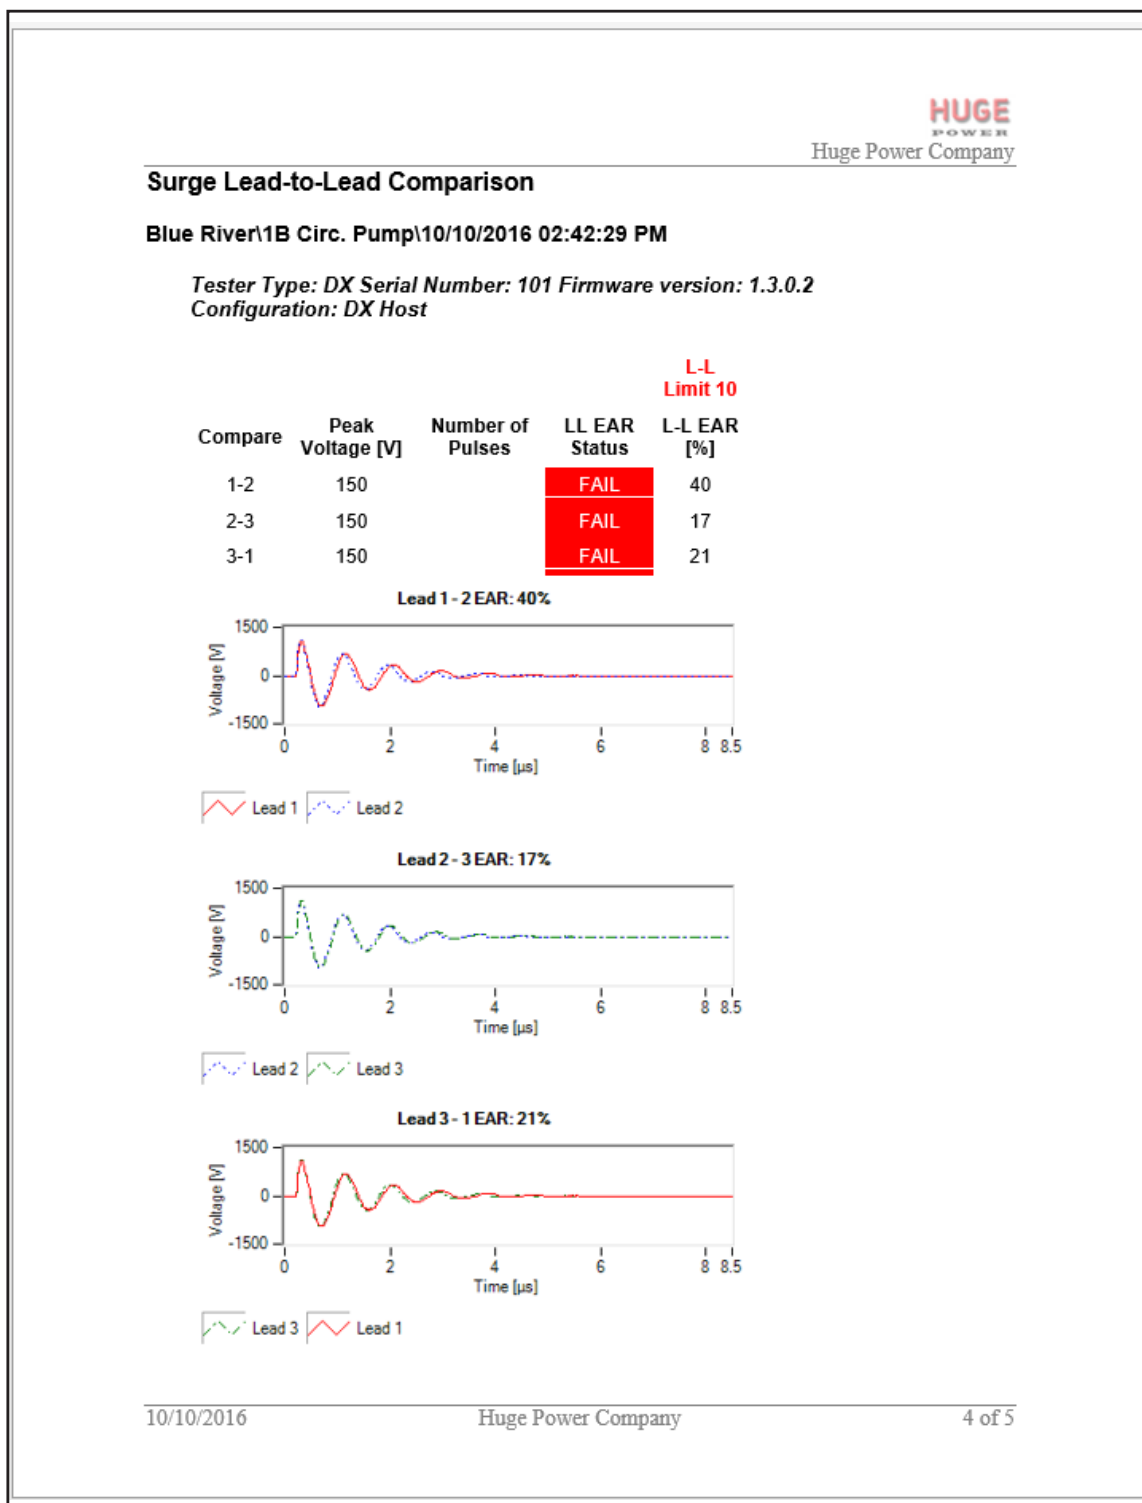 HUGE
POWER
Huge Power Company
Surge Lead-to-Lead Comparison
Blue River\1B Circ. Pump\10/10/2016 02:42:29 PM
Tester Type: DX Serial Number: 101 Firmware version: 1.3.0.2
Configuration: DX Host
L-L
Limit 10
Compare Peak Voltage [V] Number of Pulses LL EAR Status L-L EAR [%]
1-2 150 FAIL 40
2-3 150 FAIL 17
3-1 150 FAIL 21
Lead 1 - 2 EAR: 40%
1500
Voltage [V]
0
-1500
0 2 4 6 8 8.5
Time [µs]
Lead 1 Lead 2
Lead 2 - 3 EAR: 17%
1500
Voltage [V]
0
-1500
0 2 4 6 8 8.5
Time [µs]
Lead 2 Lead 3
Lead 3 - 1 EAR: 21%
1500
Voltage [V]
0
-1500
0 2 4 6 8 8.5
Time [µs]
Lead 3 Lead 1
10/10/2016 Huge Power Company 4 of 5